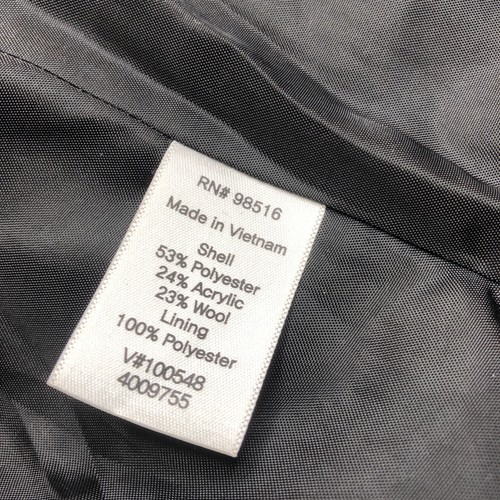 RN# 98516
Made in Vietnam
Shell
53% Polyester
24% Acrylic
23% Wool
Lining
100% Polyester
V#100548
4009755